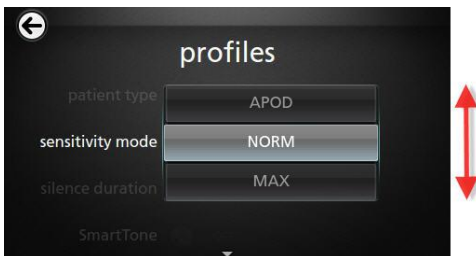 profiles
patient type
APOD
sensitivity mode
NORM
silence duration
MAX
SmartTone